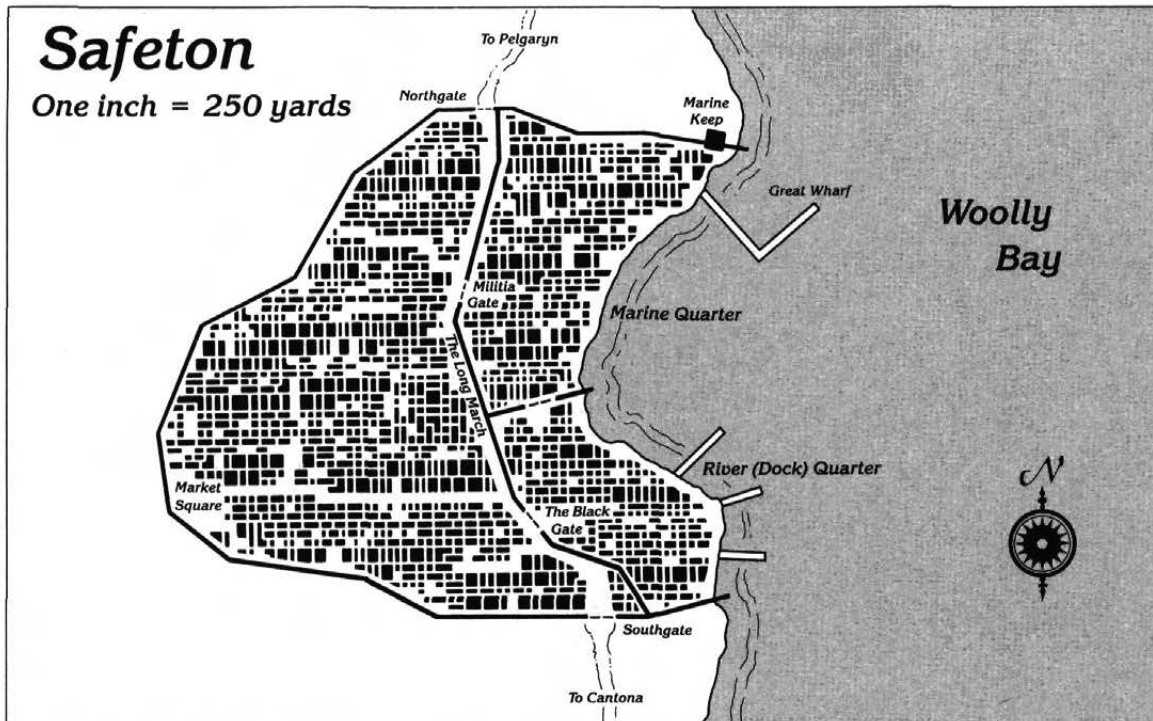 Safeton
One inch = 250 yards
To Pelgaryn
Northgate
Marine
Keep
Great Wharf
Woolly
Bay
Militia
Gate
Marine Quarter
The Long March
River (Dock) Quarter
Market
Square
The Black
Gate
N
Southgate
To Cantona